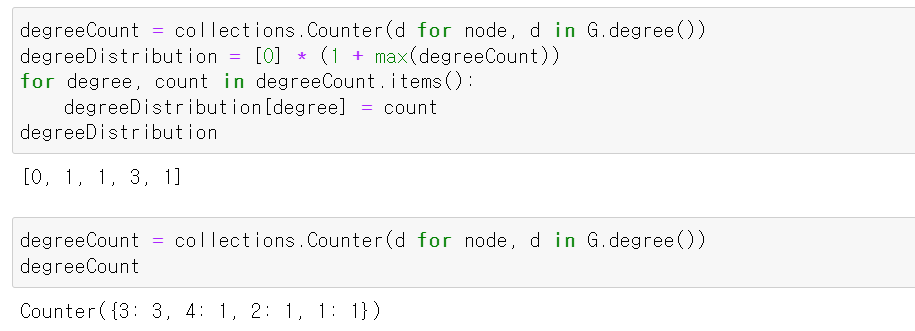 degreeCount = collections.Counter(d for node, d in G.degree())
degreeDistribution = [0] * (1 + max(degreeCount))
for degree, count in degreeCount.items():
    degreeDistribution[degree] = count
degreeDistribution
[0, 1, 1, 3, 1]
degreeCount = collections.Counter(d for node, d in G.degree())
degreeCount
Counter({3: 3, 4: 1, 2: 1, 1: 1})